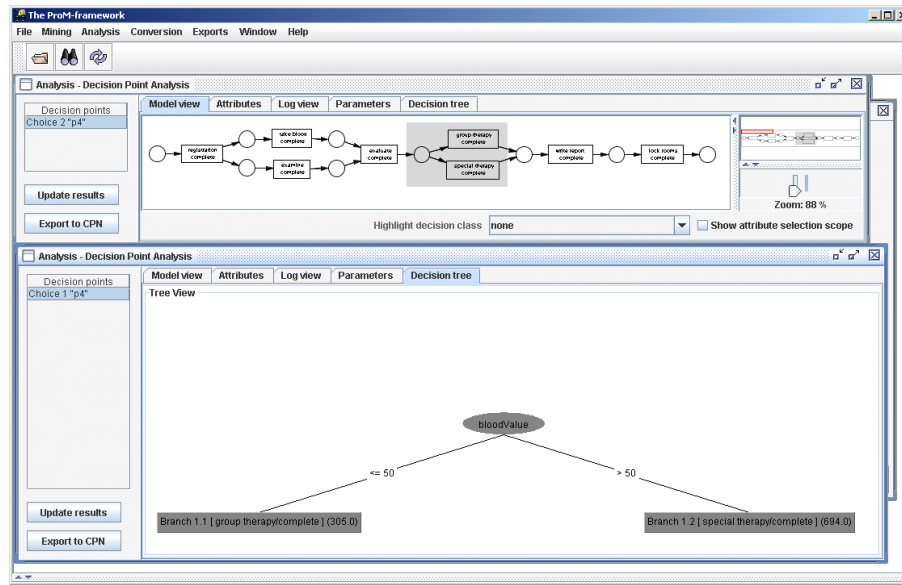 The ProM-framework
File Mining Analysis Conversion Exports Window Help
Analysis - Decision Point Analysis
Decision points
Choice 2 "p4"
Update results
Export to CPN
Model view Attributes Log view Parameters Decision tree
registration
complete
take blood
complete
examine
complete
evaluate
complete
group therapy
complete
special therapy
complete
write report
complete
lock rooms
complete
Zoom: 88 %
Highlight decision class none Show attribute selection scope
Analysis - Decision Point Analysis
Decision points
Choice 1 "p4"
Update results
Export to CPN
Model view Attributes Log view Parameters Decision tree
Tree View
bloodValue
<= 50 > 50
Branch 1.1 [ group therapy/complete ] (305.0) Branch 1.2 [ special therapy/complete ] (694.0)